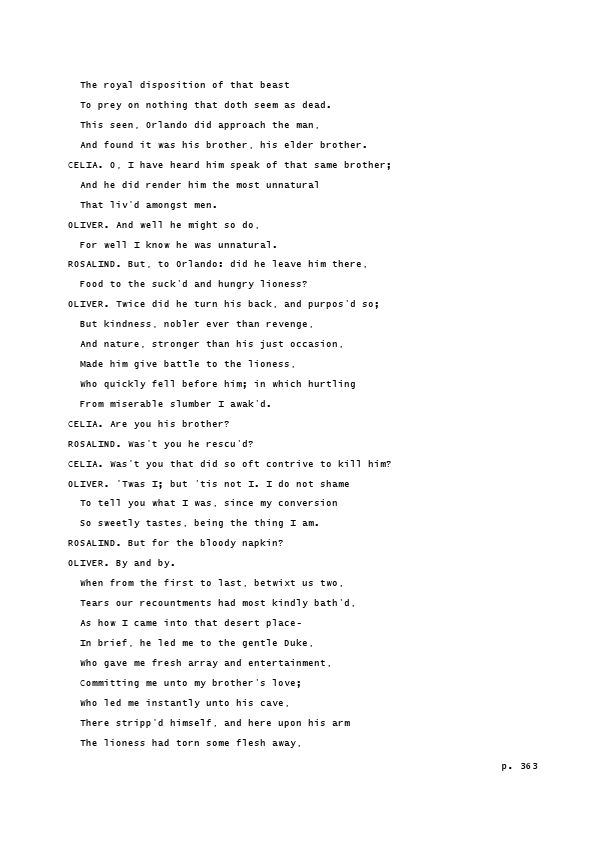 The royal disposition of that beast
To prey on nothing that doth seem as dead.
This seen, Orlando did approach the man,
And found it was his brother, his elder brother.
CELIA. O, I have heard him speak of that same brother;
And he did render him the most unnatural
That liv'd amongst men.
OLIVER. And well he might so do,
For well I know he was unnatural.
ROSALIND. But, to Orlando: did he leave him there,
Food to the suck'd and hungry lioness?
OLIVER. Twice did he turn his back, and purpos'd so;
But kindness, nobler ever than revenge,
And nature, stronger than his just occasion,
Made him give battle to the lioness,
Who quickly fell before him; in which hurtling
From miserable slumber I awak'd.
CELIA. Are you his brother?
ROSALIND. Was't you he rescu'd?
CELIA. Was't you that did so oft contrive to kill him?
OLIVER. 'Twas I; but 'tis not I. I do not shame
To tell you what I was, since my conversion
So sweetly tastes, being the thing I am.
ROSALIND. But for the bloody napkin?
OLIVER. By and by.
When from the first to last, betwixt us two,
Tears our recountments had most kindly bath'd,
As how I came into that desert place-
In brief, he led me to the gentle Duke,
Who gave me fresh array and entertainment,
Committing me unto my brother's love;
Who led me instantly unto his cave,
There stripp'd himself, and here upon his arm
The lioness had torn some flesh away,
p. 363